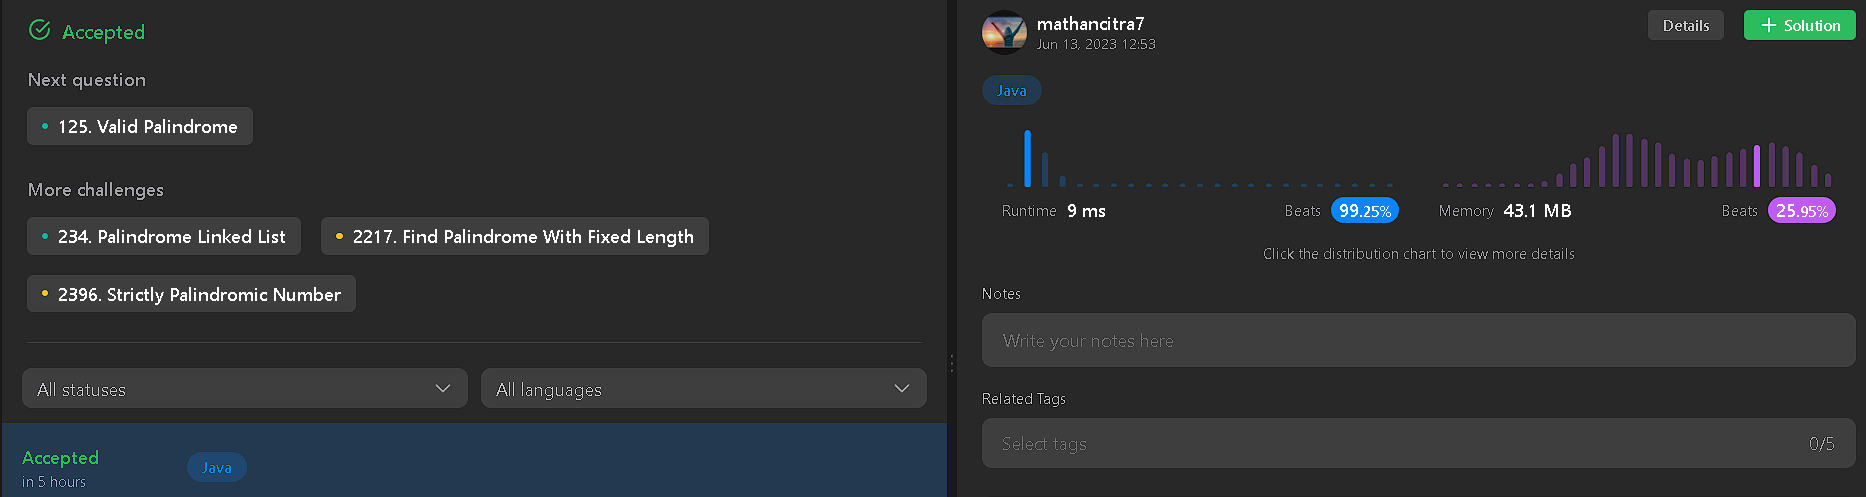 Accepted
Next question
125. Valid Palindrome
More challenges
234. Palindrome Linked List
2217. Find Palindrome With Fixed Length
2396. Strictly Palindromic Number
All statuses
All languages
Accepted
Java
in 5 hours
mathancitra7
Jun 13, 2023 12:53
Details
Solution
Java
Runtime 9 ms
Beats 99.25%
Memory 43.1 MB
Beats 25.95%
Click the distribution chart to view more details
Notes
Write your notes here
Related Tags
Select tags
0/5